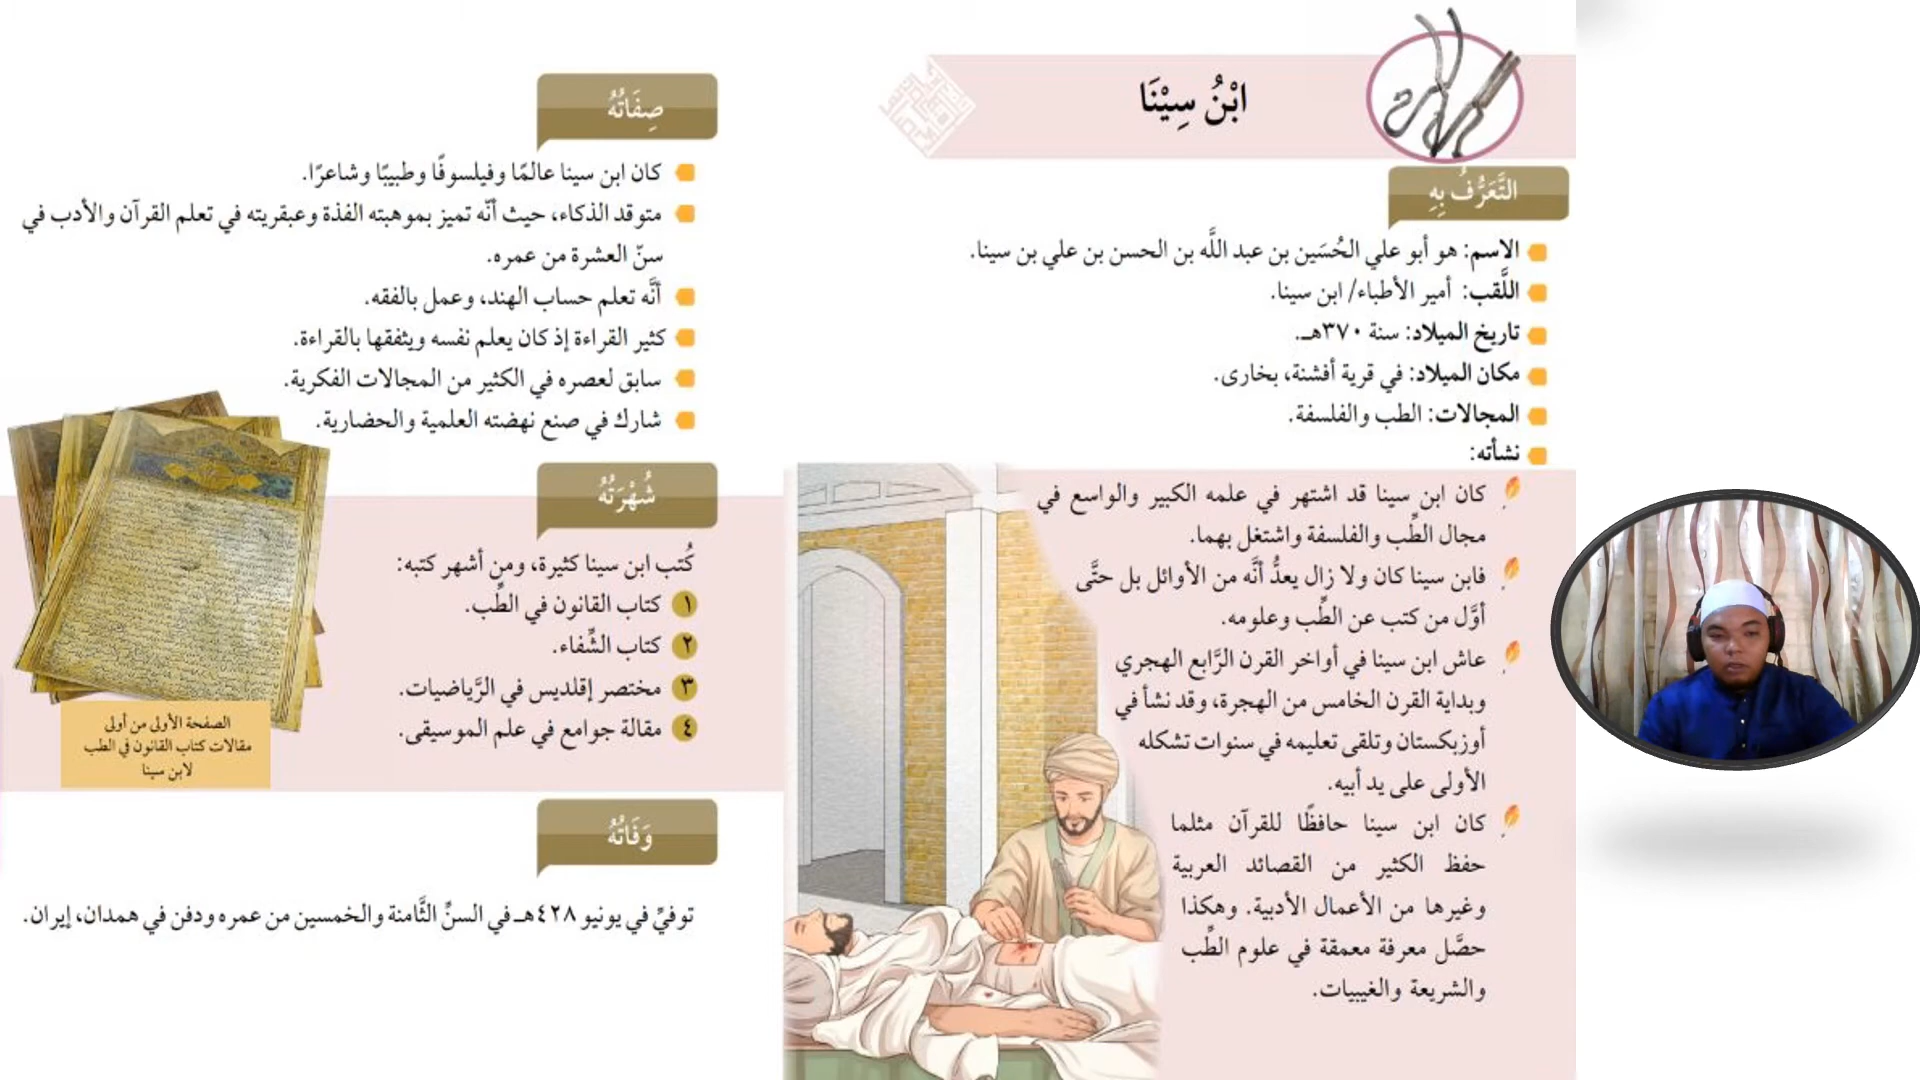 ابْنُ سِيْنَا
التَّعَرُّفُ بِهِ
الاسم: هو أبو علي الحُسَين بن عبد اللَّه بن الحسن بن علي بن سينا.
اللَّقب: أمير الأطباء/ ابن سينا.
تاريخ الميلاد: سنة ٣٧٠هـ.
مكان الميلاد: في قرية أفشنة، بخارى.
المجالات: الطب والفلسفة.
نشأته:
كان ابن سينا قد اشتهر في علمه الكبير والواسع في
مجال الطِّب والفلسفة واشتغل بهما.
فابن سينا كان ولا زال يعدُّ أنَّه من الأوائل بل حتَّى
أوَّل من كتب عن الطِّب وعلومه.
عاش ابن سينا في أواخر القرن الرَّابع الهجري
وبداية القرن الخامس من الهجرة، وقد نشأ في
أوزبكستان وتلقى تعليمه في سنوات تشكله
الأولى على يد أبيه.
كان ابن سينا حافظًا للقرآن مثلما
حفظ الكثير من القصائد العربية
وغيرها من الأعمال الأدبية. وهكذا
حصَّل معرفة معمقة في علوم الطِّب
والشريعة والغيبيات.
صِفَاتُهُ
كان ابن سينا عالمًا وفيلسوفًا وطبيبًا وشاعرًا.
متوقد الذكاء، حيث أنّه تميز بموهبته الفذة وعبقريته في تعلم القرآن والأدب في
سنّ العشرة من عمره.
أنَّه تعلم حساب الهند، وعمل بالفقه.
كثير القراءة إذ كان يعلم نفسه ويثفقها بالقراءة.
سابق لعصره في الكثير من المجالات الفكرية.
شارك في صنع نهضته العلمية والحضارية.
شُهْرَتُهُ
كُتب ابن سينا كثيرة، ومن أشهر كتبه:
١ كتاب القانون في الطِّب.
٢ كتاب الشِّفاء.
٣ مختصر إقلديس في الرَّياضيات.
٤ مقالة جوامع في علم الموسيقى.
الصفحة الأولى من أولى
مقالات كتاب القانون في الطب
لابن سينا
وَفَاتُهُ
توفيِّ في يونيو ٤٢٨هـ في السنِّ الثَّامنة والخمسين من عمره ودفن في همدان، إيران.